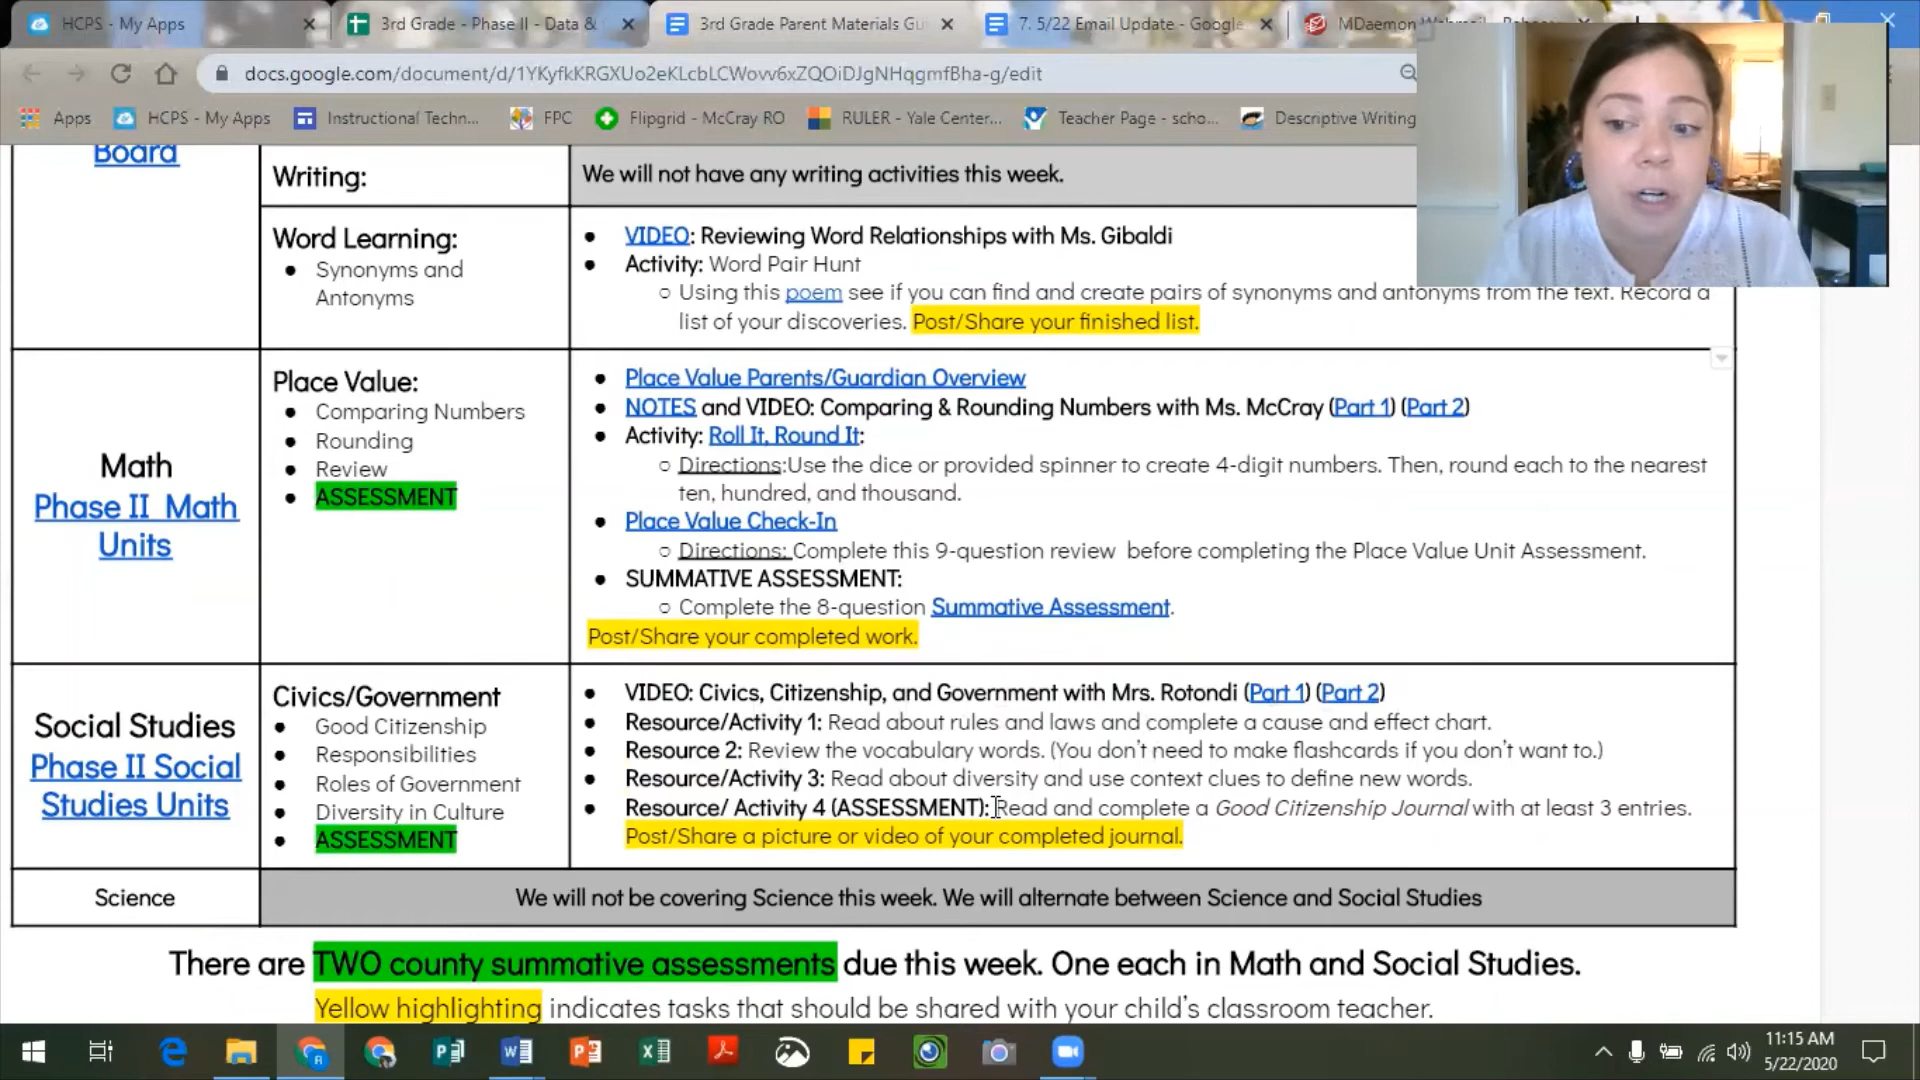 HCPS - My Apps
3rd Grade - Phase II - Data &
3rd Grade Parent Materials Gu
7. 5/22 Email Update - Google
MDaemon
docs.google.com/document/d/1YKyfkKRGXUo2eKLcbLCWovv6xZQOiDJgNHqgmfBha-g/edit
Apps
HCPS - My Apps
Instructional Techn...
FPC
Flipgrid - McCray RO
RULER - Yale Center...
Teacher Page - scho...
Descriptive Writing
Board
Writing:
We will not have any writing activities this week.
Word Learning:
● Synonyms and
Antonyms
● VIDEO: Reviewing Word Relationships with Ms. Gibaldi
● Activity: Word Pair Hunt
○ Using this poem see if you can find and create pairs of synonyms and antonyms from the text. Record a
list of your discoveries. Post/Share your finished list.
Math
Phase II Math
Units
Place Value:
● Comparing Numbers
● Rounding
● Review
● ASSESSMENT
● Place Value Parents/Guardian Overview
● NOTES and VIDEO: Comparing & Rounding Numbers with Ms. McCray (Part 1) (Part 2)
● Activity: Roll It, Round It:
○ Directions:Use the dice or provided spinner to create 4-digit numbers. Then, round each to the nearest
ten, hundred, and thousand.
● Place Value Check-In
○ Directions: Complete this 9-question review before completing the Place Value Unit Assessment.
● SUMMATIVE ASSESSMENT:
○ Complete the 8-question Summative Assessment.
Post/Share your completed work.
Social Studies
Phase II Social
Studies Units
Civics/Government
● Good Citizenship
● Responsibilities
● Roles of Government
● Diversity in Culture
● ASSESSMENT
● VIDEO: Civics, Citizenship, and Government with Mrs. Rotondi (Part 1) (Part 2)
● Resource/Activity 1: Read about rules and laws and complete a cause and effect chart.
● Resource 2: Review the vocabulary words. (You don't need to make flashcards if you don't want to.)
● Resource/Activity 3: Read about diversity and use context clues to define new words.
● Resource/ Activity 4 (ASSESSMENT): Read and complete a Good Citizenship Journal with at least 3 entries.
Post/Share a picture or video of your completed journal.
Science
We will not be covering Science this week. We will alternate between Science and Social Studies
There are TWO county summative assessments due this week. One each in Math and Social Studies.
Yellow highlighting indicates tasks that should be shared with your child's classroom teacher.
11:15 AM
5/22/2020